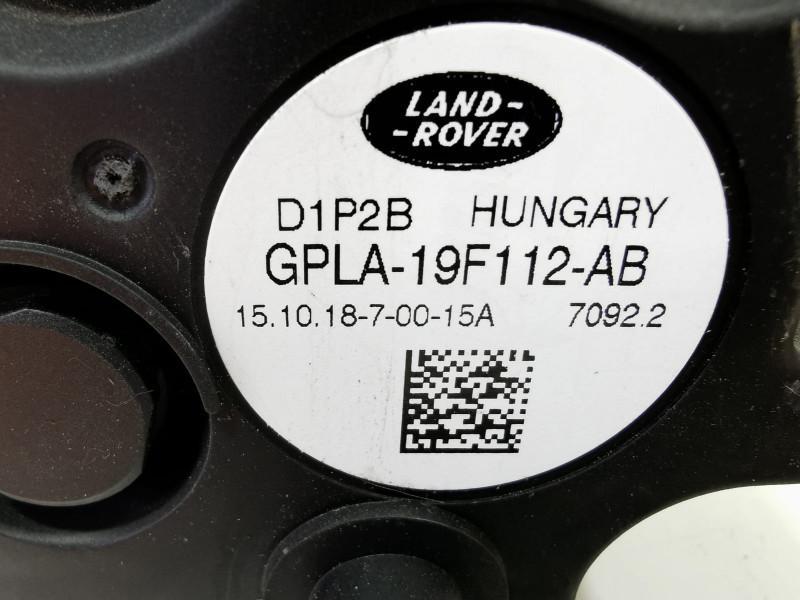 LAND-
-ROVER
D1P2B HUNGARY
GPLA-19F112-AB
15.10.18-7-00-15A 7092.2